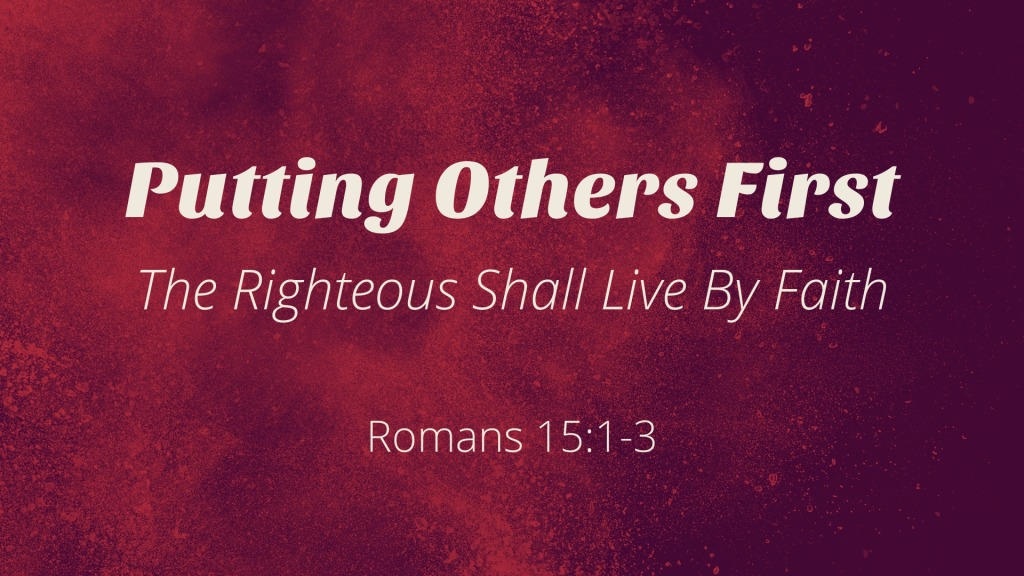 Putting Others First
The Righteous Shall Live By Faith
Romans 15:1-3